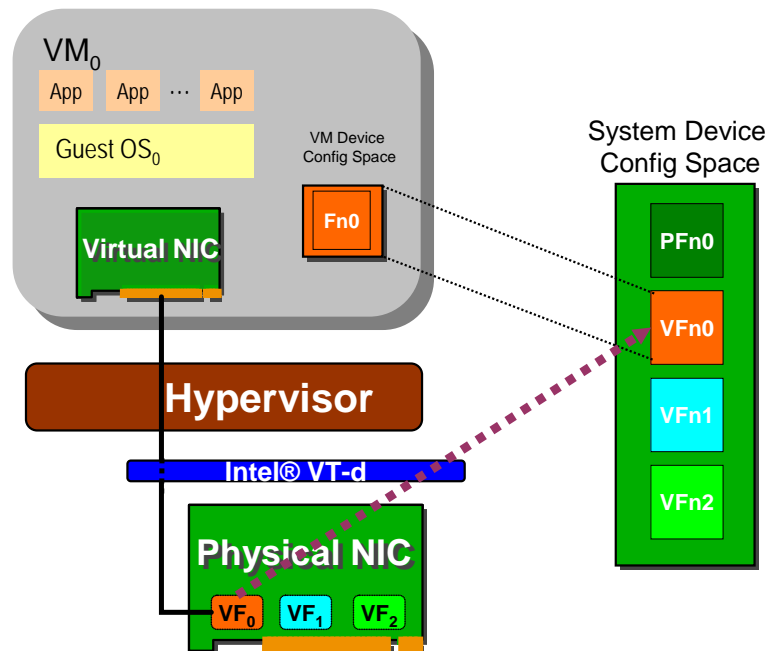 VM0
App App ... App
Guest OS0
VM Device
Config Space
Fn0
Virtual NIC
System Device
Config Space
PFn0
VFn0
VFn1
VFn2
Hypervisor
Intel® VT-d
Physical NIC
VF0 VF1 VF2